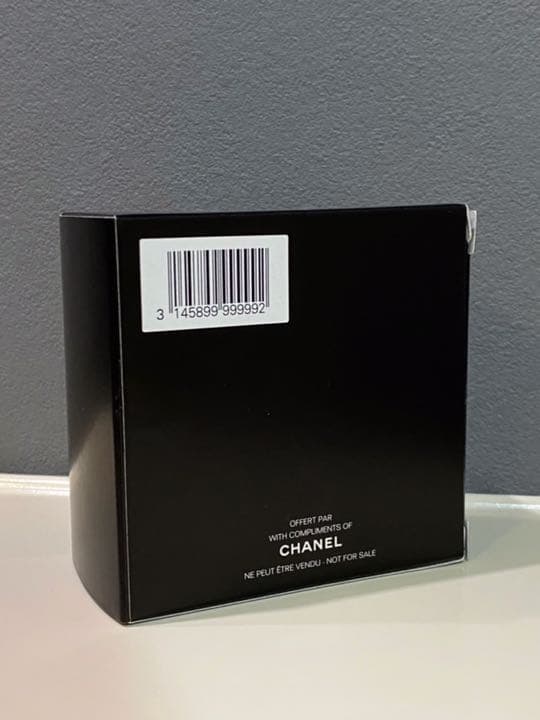 3 145899 999992
OFFERT PAR
WITH COMPLIMENTS OF
CHANEL
NE PEUT ÊTRE VENDU - NOT FOR SALE